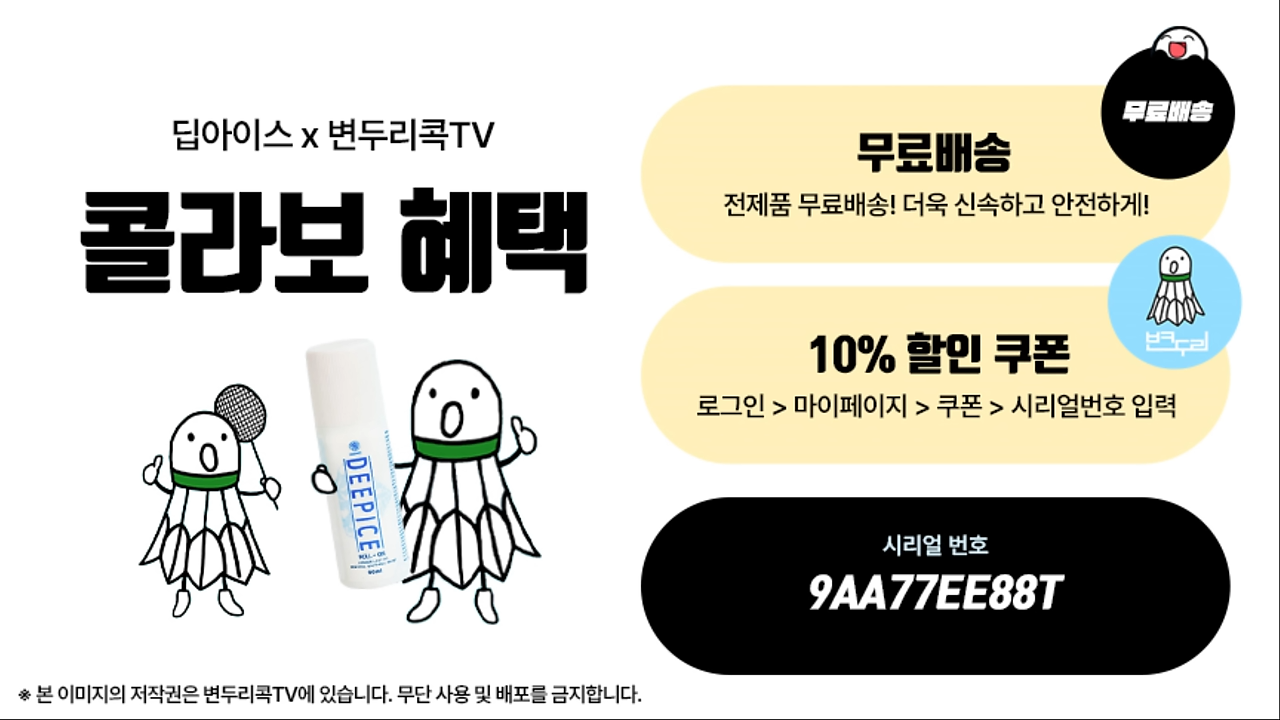 딥아이스 x 변두리콕TV
콜라보 혜택
DEEPICE
ROLL - ON
무료배송
무료배송
전제품 무료배송! 더욱 신속하고 안전하게!
변두리
10% 할인 쿠폰
로그인 > 마이페이지 > 쿠폰 > 시리얼번호 입력
시리얼 번호
9AA77EE88T
※ 본 이미지의 저작권은 변두리콕TV에 있습니다. 무단 사용 및 배포를 금지합니다.